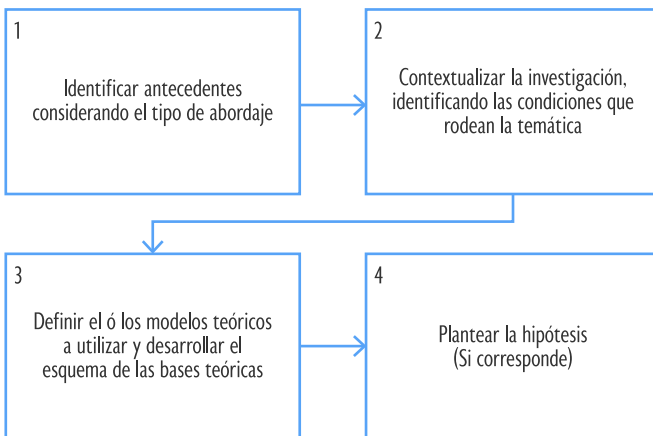 1
Identificar antecedentes
considerando el tipo de abordaje
2
Contextualizar la investigación,
identificando las condiciones que
rodean la temática
3
Definir el ó los modelos teóricos
a utilizar y desarrollar el
esquema de las bases teóricas
4
Plantear la hipótesis
(Si corresponde)